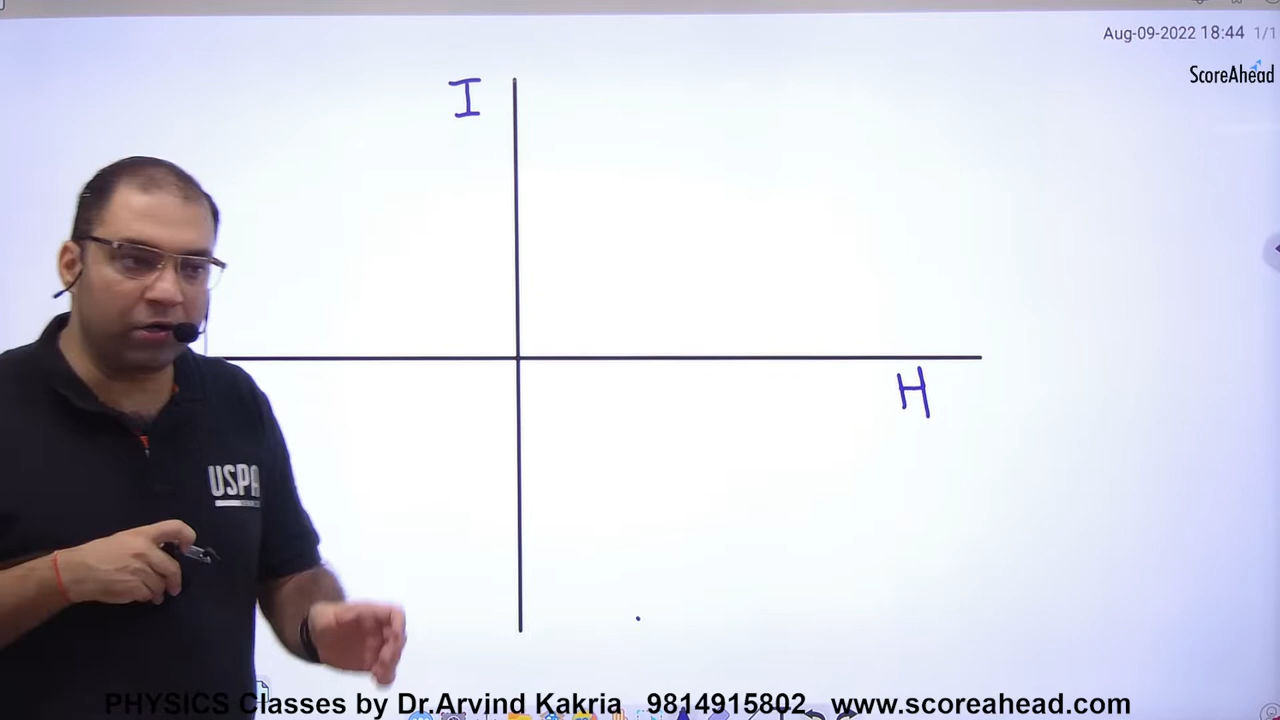 Aug-09-2022 18:44 1/1
ScoreAhead
I
H
USPA
PHYSICS Classes by Dr.Arvind Kakria 9814915802 www.scoreahead.com